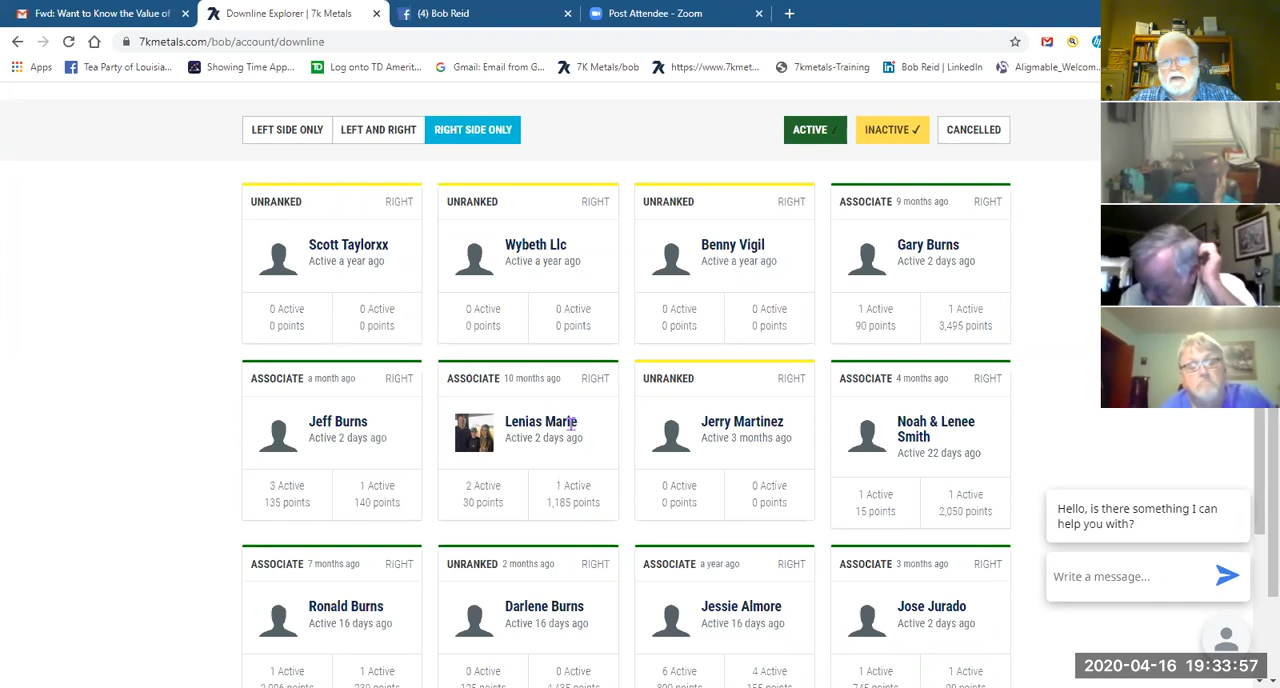 Fwd: Want to Know the Value of
Downline Explorer | 7k Metals
(4) Bob Reid
Post Attendee - Zoom
7kmetals.com/bob/account/downline
Apps
Tea Party of Louisia...
Showing Time App...
Log onto TD Amerit...
Gmail: Email from G...
7K Metals/bob
https://www.7kmet...
7kmetals-Training
Bob Reid | LinkedIn
Aligmable_Welcom...
LEFT SIDE ONLY
LEFT AND RIGHT
RIGHT SIDE ONLY
ACTIVE ✓
INACTIVE ✓
CANCELLED
UNRANKED RIGHT
Scott Taylorxx
Active a year ago
0 Active 0 Active
0 points 0 points
UNRANKED RIGHT
Wybeth Llc
Active a year ago
0 Active 0 Active
0 points 0 points
UNRANKED RIGHT
Benny Vigil
Active a year ago
0 Active 0 Active
0 points 0 points
ASSOCIATE 9 months ago RIGHT
Gary Burns
Active 2 days ago
1 Active 1 Active
90 points 3,495 points
ASSOCIATE a month ago RIGHT
Jeff Burns
Active 2 days ago
3 Active 1 Active
135 points 140 points
ASSOCIATE 10 months ago RIGHT
Lenias Marie
Active 2 days ago
2 Active 1 Active
30 points 1,185 points
UNRANKED RIGHT
Jerry Martinez
Active 3 months ago
0 Active 0 Active
0 points 0 points
ASSOCIATE 4 months ago RIGHT
Noah & Lenee
Smith
Active 22 days ago
1 Active 1 Active
15 points 2,050 points
ASSOCIATE 7 months ago RIGHT
Ronald Burns
Active 16 days ago
1 Active 1 Active
UNRANKED 2 months ago RIGHT
Darlene Burns
Active 16 days ago
0 Active 0 Active
ASSOCIATE a year ago RIGHT
Jessie Almore
Active 16 days ago
6 Active 4 Active
ASSOCIATE 3 months ago RIGHT
Jose Jurado
Active 2 days ago
1 Active 1 Active
Hello, is there something I can
help you with?
Write a message...
2020-04-16 19:33:57